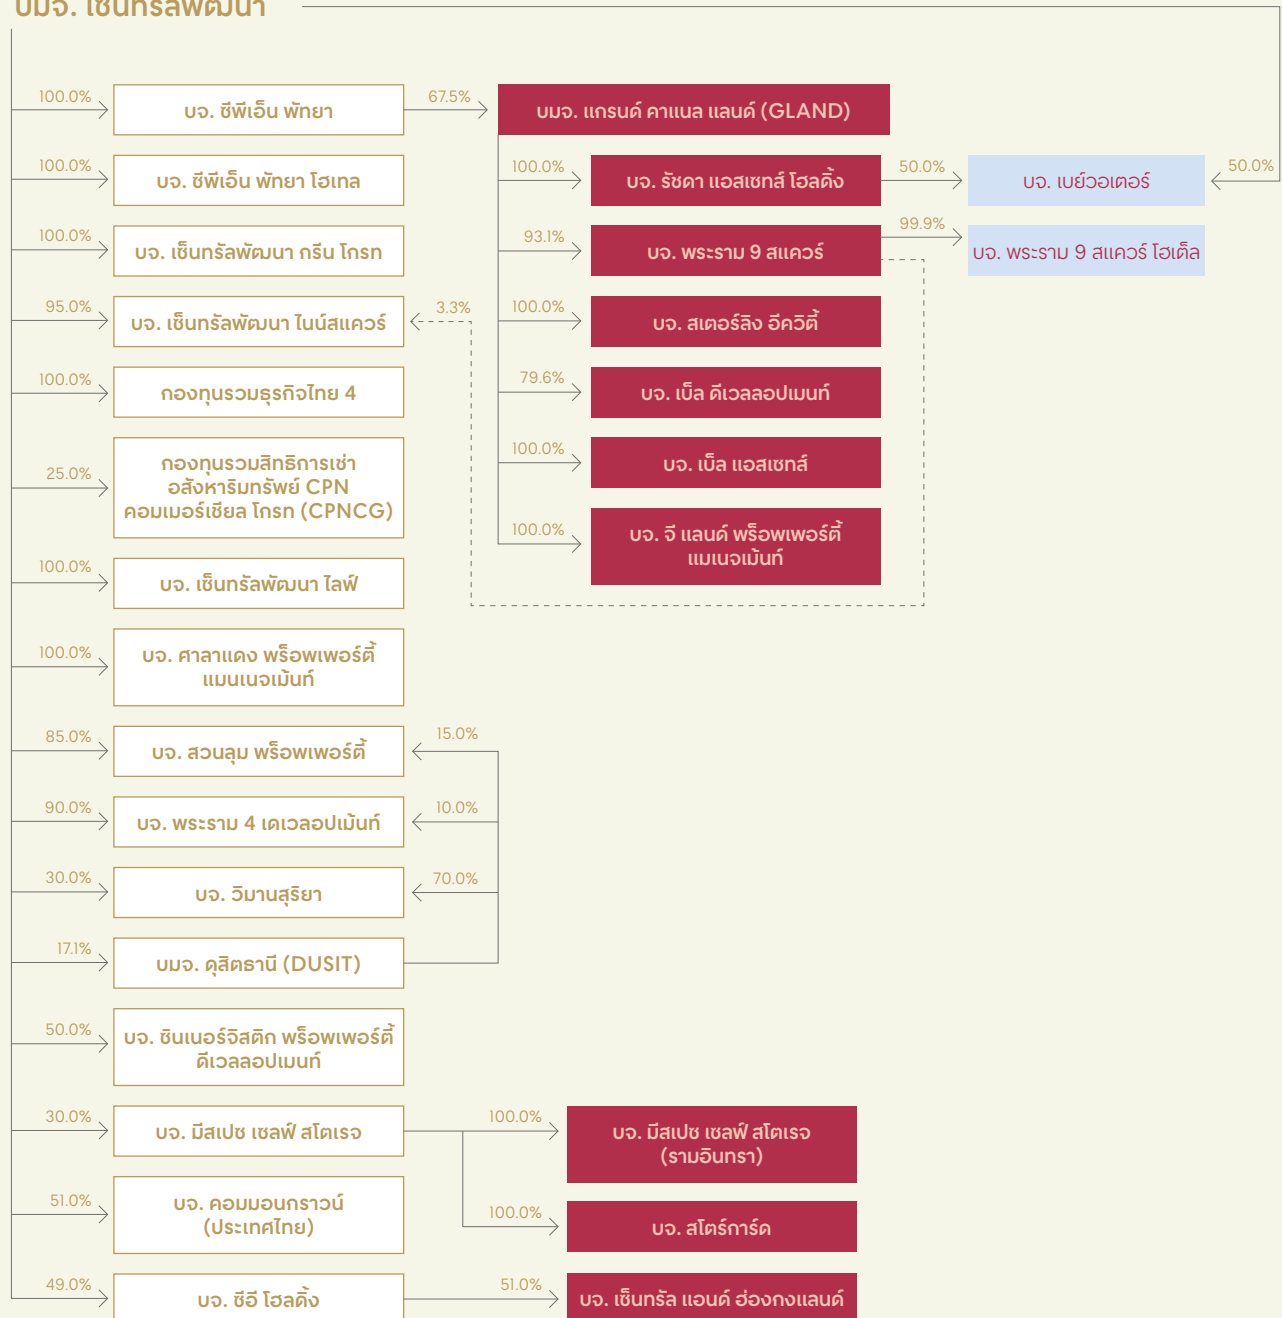 บมจ. เซ็นทรัลพัฒนา
100.0%
บจ. ซีพีเอ็น พัทยา
67.5%
บมจ. แกรนด์ คาแนล แลนด์ (GLAND)
100.0%
บจ. ซีพีเอ็น พัทยา โฮเทล
100.0%
บจ. รัชดา แอสเซทส์ โฮลดิ้ง
50.0%
บจ. เบย์วอเตอร์
50.0%
100.0%
บจ. เซ็นทรัลพัฒนา กรีน โกรท
93.1%
บจ. พระราม 9 สแควร์
99.9%
บจ. พระราม 9 สแควร์ โฮเต็ล
95.0%
บจ. เซ็นทรัลพัฒนา ไนน์สแควร์
3.3%
100.0%
บจ. สเตอร์ลิง อีควิตี้
100.0%
กองทุนรวมธุรกิจไทย 4
79.6%
บจ. เบ็ล ดีเวลลอปเมนท์
25.0%
กองทุนรวมสิทธิการเช่า
อสังหาริมทรัพย์ CPN
คอมเมอร์เชียล โกรท (CPNCG)
100.0%
บจ. เบ็ล แอสเซทส์
100.0%
บจ. จี แลนด์ พร็อพเพอร์ตี้
แมเนจเม้นท์
100.0%
บจ. เซ็นทรัลพัฒนา ไลฟ์
100.0%
บจ. ศาลาแดง พร็อพเพอร์ตี้
แมนเนจเม้นท์
85.0%
บจ. สวนลุม พร็อพเพอร์ตี้
15.0%
90.0%
บจ. พระราม 4 เดเวลอปเม้นท์
10.0%
30.0%
บจ. วิมานสุริยา
70.0%
17.1%
บมจ. ดุสิตธานี (DUSIT)
50.0%
บจ. ซินเนอร์จิสติก พร็อพเพอร์ตี้
ดีเวลลอปเมนท์
30.0%
บจ. มีสเปซ เซลฟ์ สโตเรจ
100.0%
บจ. มีสเปซ เซลฟ์ สโตเรจ
(รามอินทรา)
51.0%
บจ. คอมมอนกราวน์
(ประเทศไทย)
100.0%
บจ. สโตร์การ์ด
49.0%
บจ. ซีอี โฮลดิ้ง
51.0%
บจ. เซ็นทรัล แอนด์ ฮ่องกงแลนด์